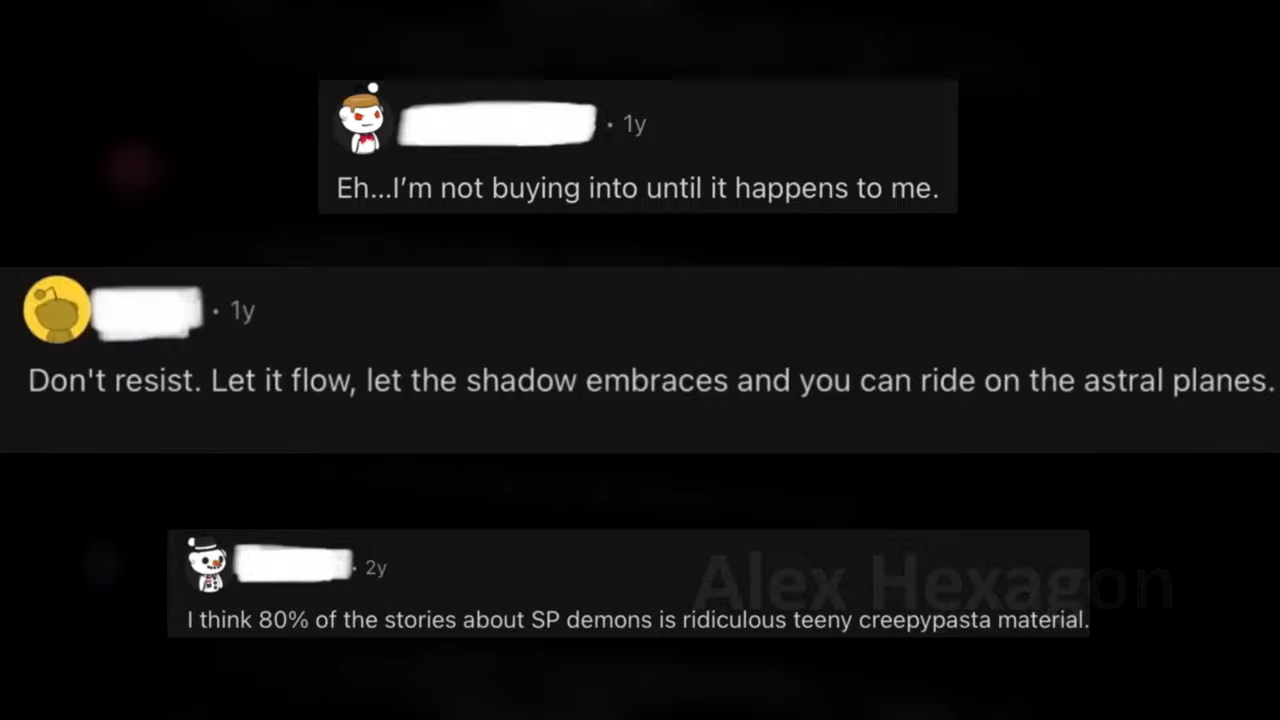 • 1y
Eh...I’m not buying into until it happens to me.
• 1y
Don't resist. Let it flow, let the shadow embraces and you can ride on the astral planes.
• 2y
Alex Hexagon
I think 80% of the stories about SP demons is ridiculous teeny creepypasta material.